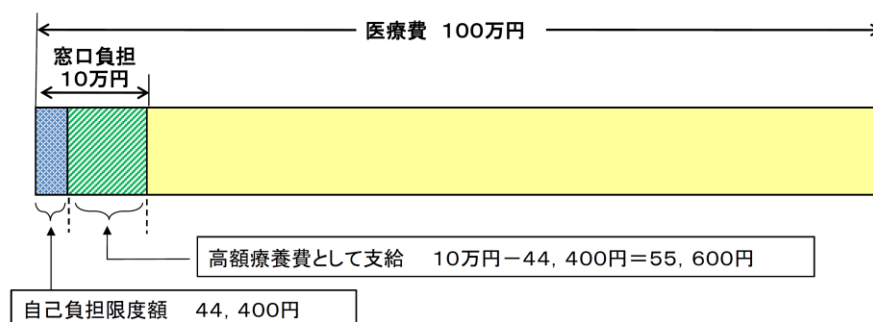 医療費 100万円
窓口負担
10万円
高額療養費として支給 10万円－44,400円＝55,600円
自己負担限度額 44,400円